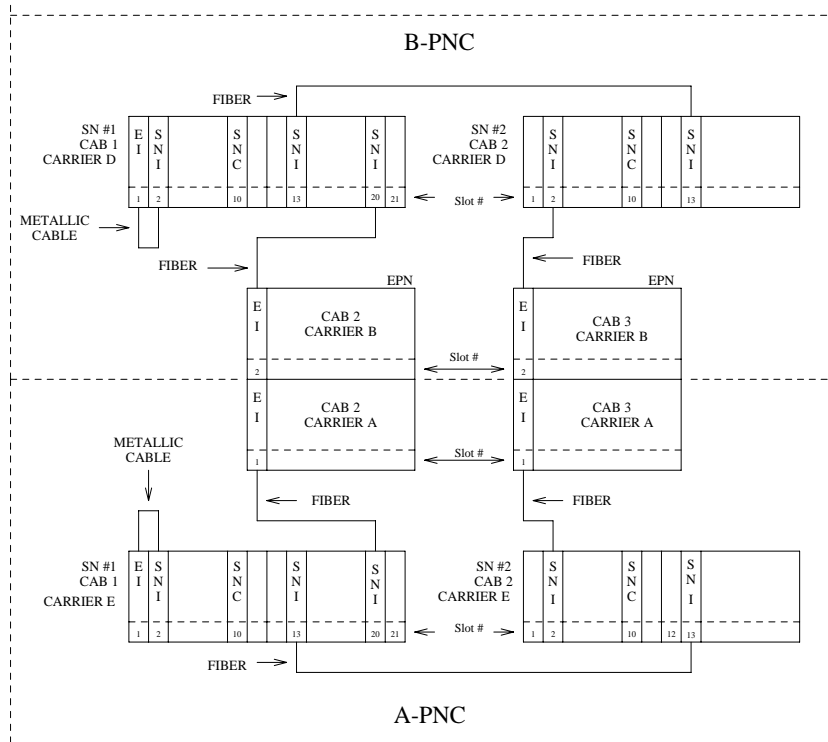 B-PNC
FIBER
SN #1
CAB 1
CARRIER D
E I
S N I
S N C
S N I
S N I
1 2 10 13 20 21
Slot #
SN #2
CAB 2
CARRIER D
S N I
S N C
S N I
1 2 10 13
METALLIC
CABLE
FIBER
FIBER
EPN
EPN
E I
CAB 2
CARRIER B
2
Slot #
E I
CAB 3
CARRIER B
2
E I
CAB 2
CARRIER A
1
Slot #
E I
CAB 3
CARRIER A
1
METALLIC
CABLE
FIBER
FIBER
SN #1
CAB 1
CARRIER E
E I
S N I
S N C
S N I
S N I
1 2 10 13 20 21
Slot #
SN #2
CAB 2
CARRIER E
S N I
S N C
S N I
1 2 10 12 13
FIBER
A-PNC